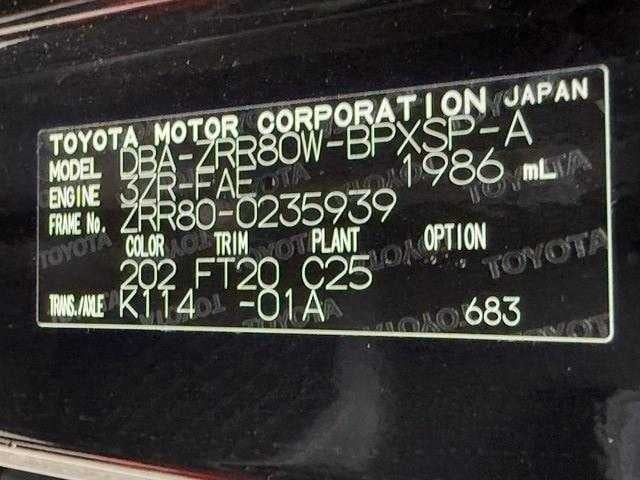 TOYOTA MOTOR CORPORATION JAPAN
MODEL DBA-ZRR80W-BPXSP-A
ENGINE 3ZR-FAE 1986 mL
FRAME No. ZRR80-0235939
COLOR TRIM PLANT OPTION
202 FT20 C25
TRANS./AXLE K114 -01A 683